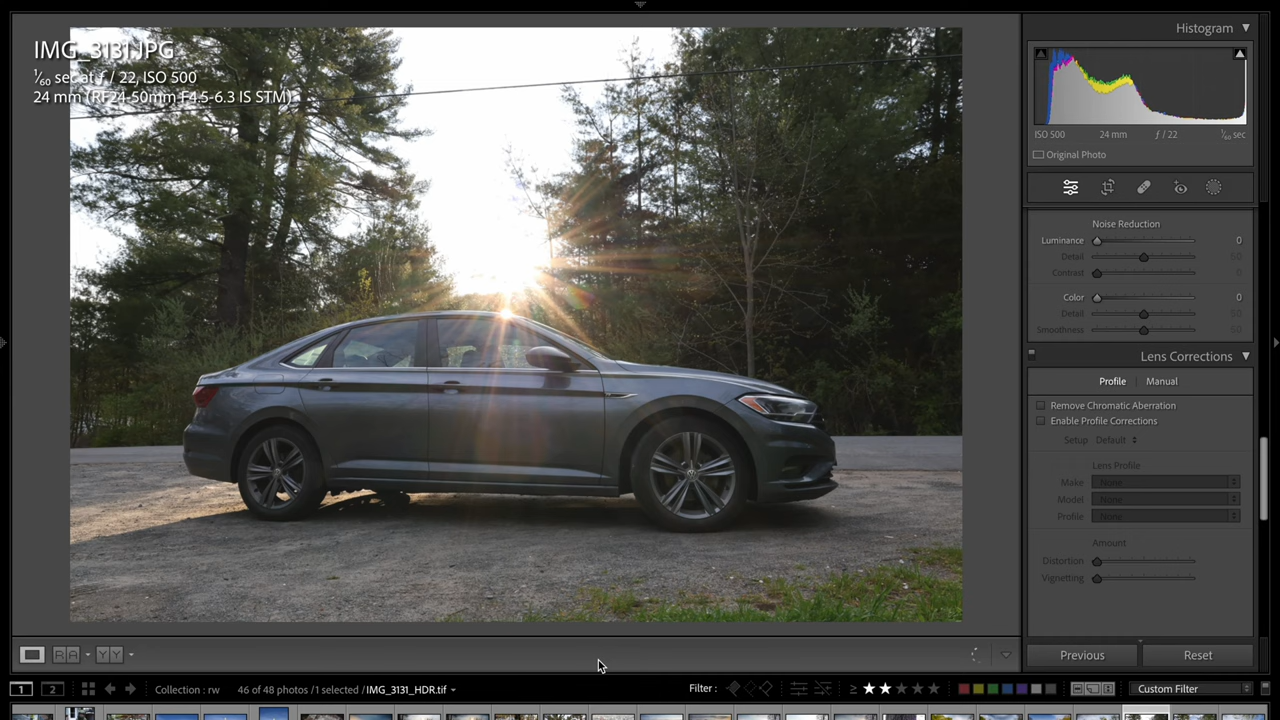 IMG_3131.JPG
1/60 sec at ƒ / 22, ISO 500
24 mm (RF24-50mm F4.5-6.3 IS STM)
Histogram
ISO 500 24 mm ƒ / 22 1/60 sec
Original Photo
Noise Reduction
Luminance 0
Detail 50
Contrast 0
Color 0
Detail 50
Smoothness 50
Lens Corrections
Profile | Manual
Remove Chromatic Aberration
Enable Profile Corrections
Setup Default
Lens Profile
Make None
Model None
Profile None
Amount
Distortion
Vignetting
R A Y Y
Previous Reset
1 2 Collection : rw 46 of 48 photos / 1 selected / IMG_3131_HDR.tif Filter : ≥ ★★★★★ Custom Filter